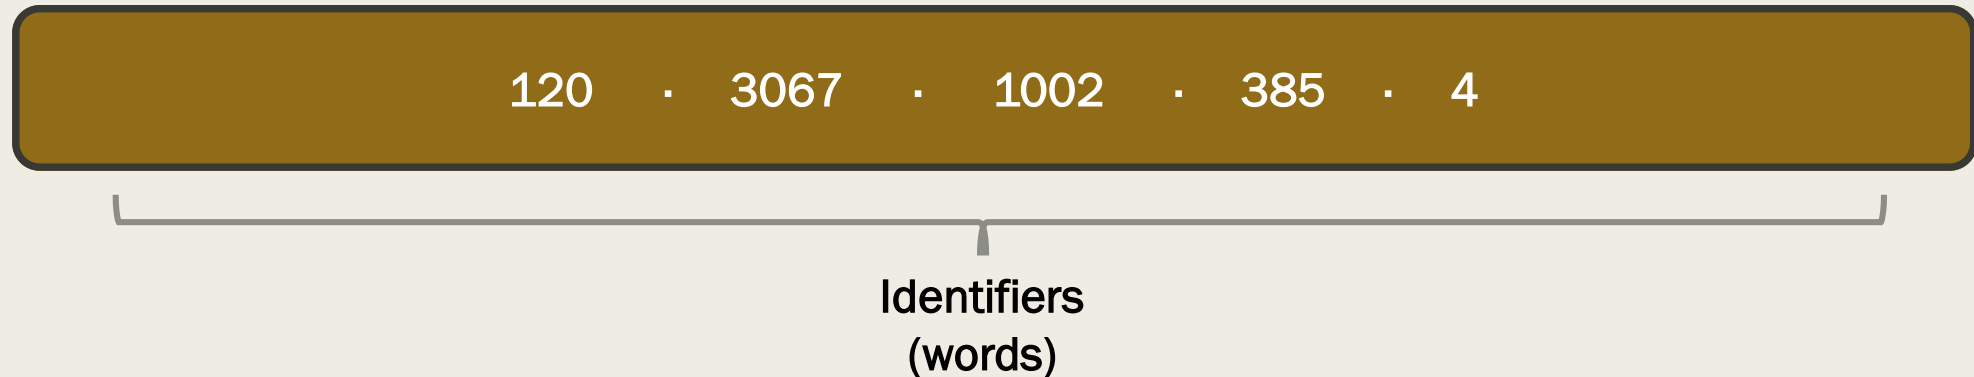 120 . 3067 . 1002 . 385 . 4
Identifiers
(words)